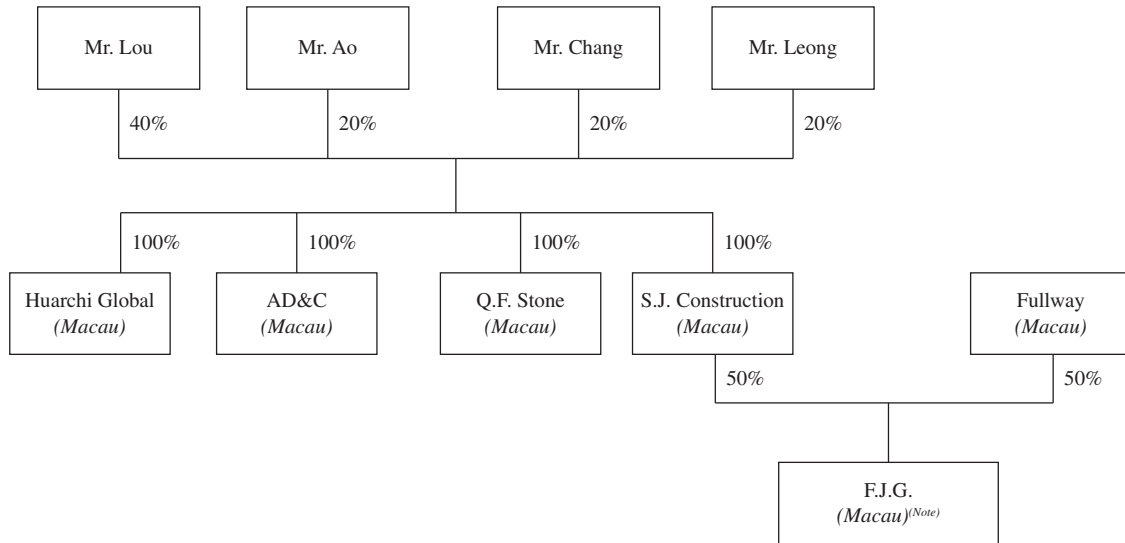 Mr. Lou
Mr. Ao
Mr. Chang
Mr. Leong
40%
20%
20%
20%
100%
100%
100%
100%
Huarchi Global
(Macau)
AD&C
(Macau)
Q.F. Stone
(Macau)
S.J. Construction
(Macau)
Fullway
(Macau)
50%
50%
F.J.G.
(Macau)(Note)